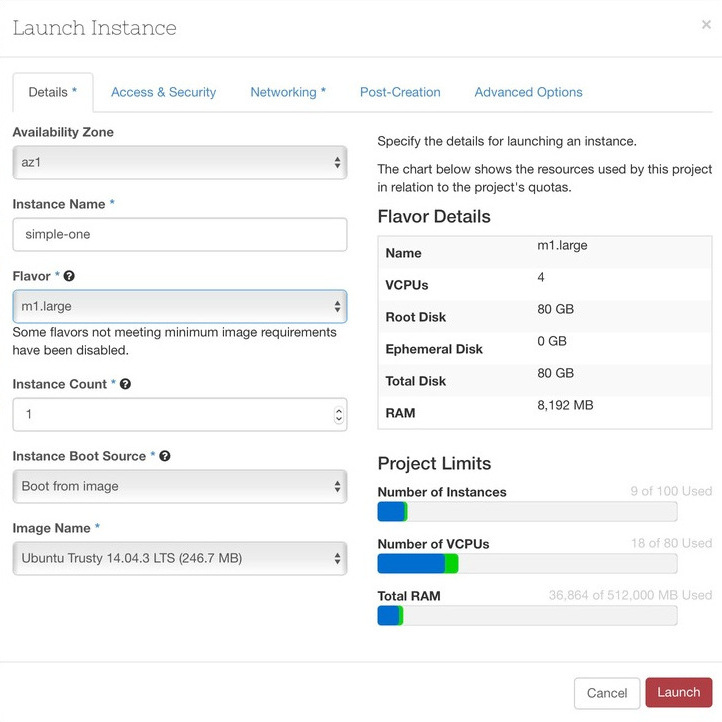 Launch Instance
×
Details *
Access & Security
Networking *
Post-Creation
Advanced Options
Availability Zone
az1
Instance Name *
simple-one
Flavor * ?
m1.large
Some flavors not meeting minimum image requirements
have been disabled.
Instance Count * ?
1
Instance Boot Source * ?
Boot from image
Image Name *
Ubuntu Trusty 14.04.3 LTS (246.7 MB)
Specify the details for launching an instance.
The chart below shows the resources used by this project
in relation to the project's quotas.
Flavor Details
Name m1.large
VCPUs 4
Root Disk 80 GB
Ephemeral Disk 0 GB
Total Disk 80 GB
RAM 8,192 MB
Project Limits
Number of Instances 9 of 100 Used
Number of VCPUs 18 of 80 Used
Total RAM 36,864 of 512,000 MB Used
Cancel
Launch